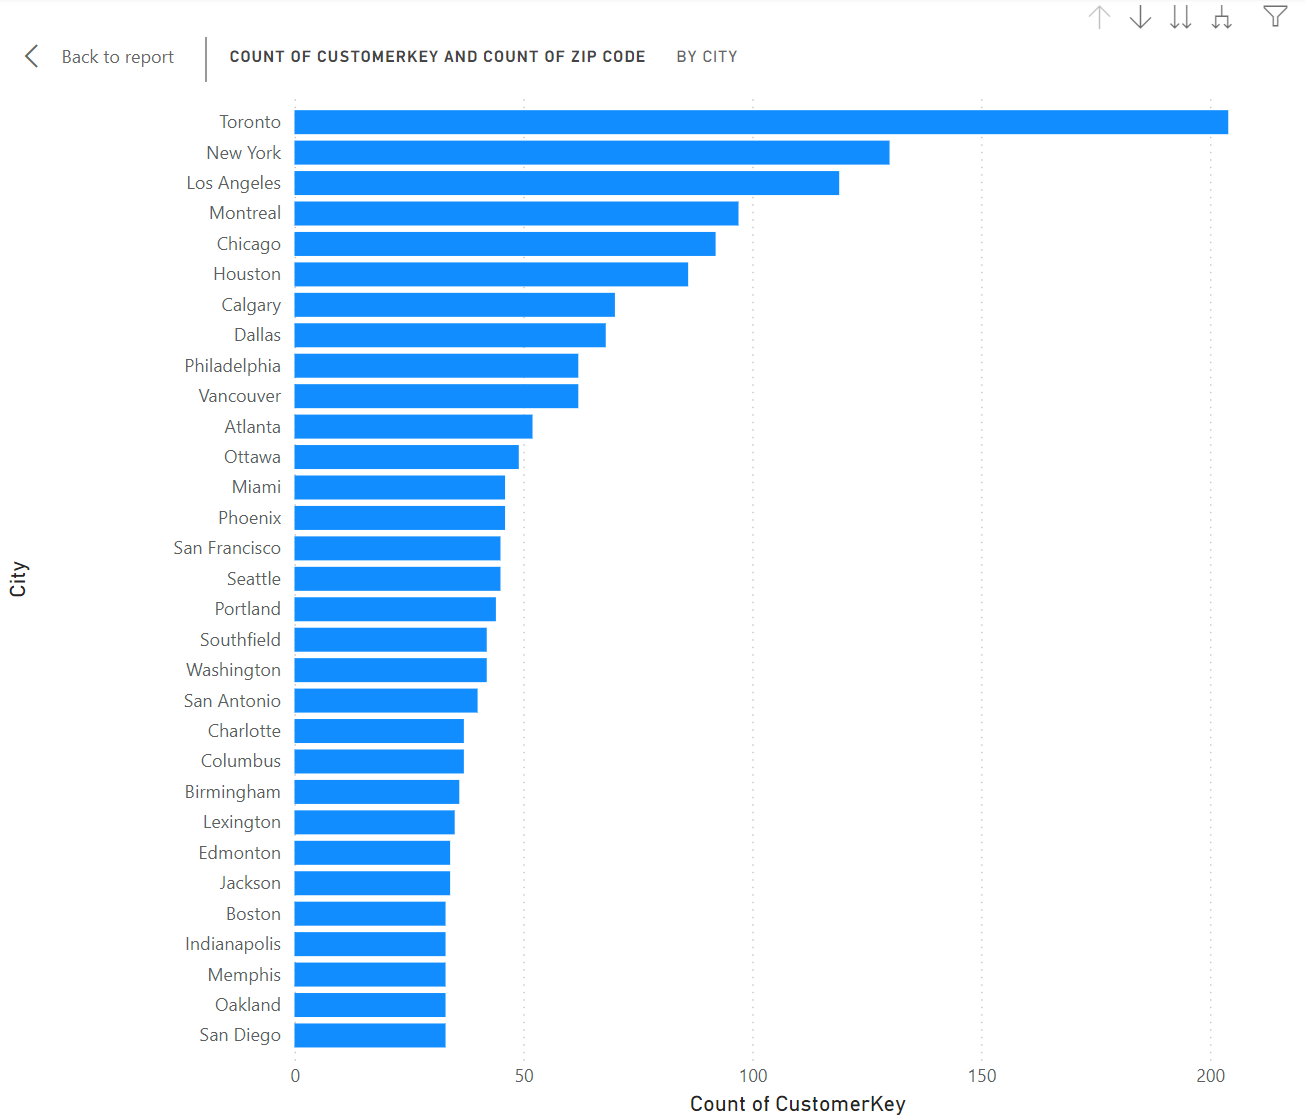 Back to report
COUNT OF CUSTOMERKEY AND COUNT OF ZIP CODE BY CITY
City
Toronto
New York
Los Angeles
Montreal
Chicago
Houston
Calgary
Dallas
Philadelphia
Vancouver
Atlanta
Ottawa
Miami
Phoenix
San Francisco
Seattle
Portland
Southfield
Washington
San Antonio
Charlotte
Columbus
Birmingham
Lexington
Edmonton
Jackson
Boston
Indianapolis
Memphis
Oakland
San Diego
0 50 100 150 200
Count of CustomerKey